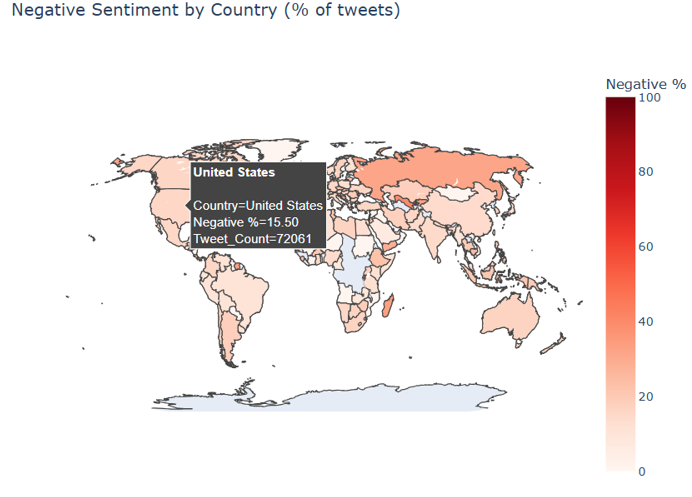 Negative Sentiment by Country (% of tweets)
Negative %
100
80
60
40
20
0
United States
Country=United States
Negative %=15.50
Tweet_Count=72061